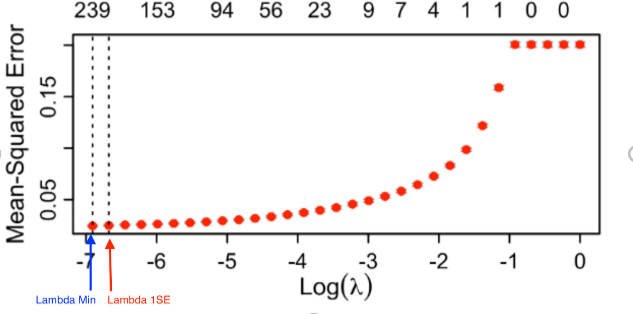 239 153 94 56 23 9 7 4 1 1 0 0
Mean-Squared Error
0.15
0.05
-7 -6 -5 -4 -3 -2 -1 0
Log(λ)
Lambda Min Lambda 1SE